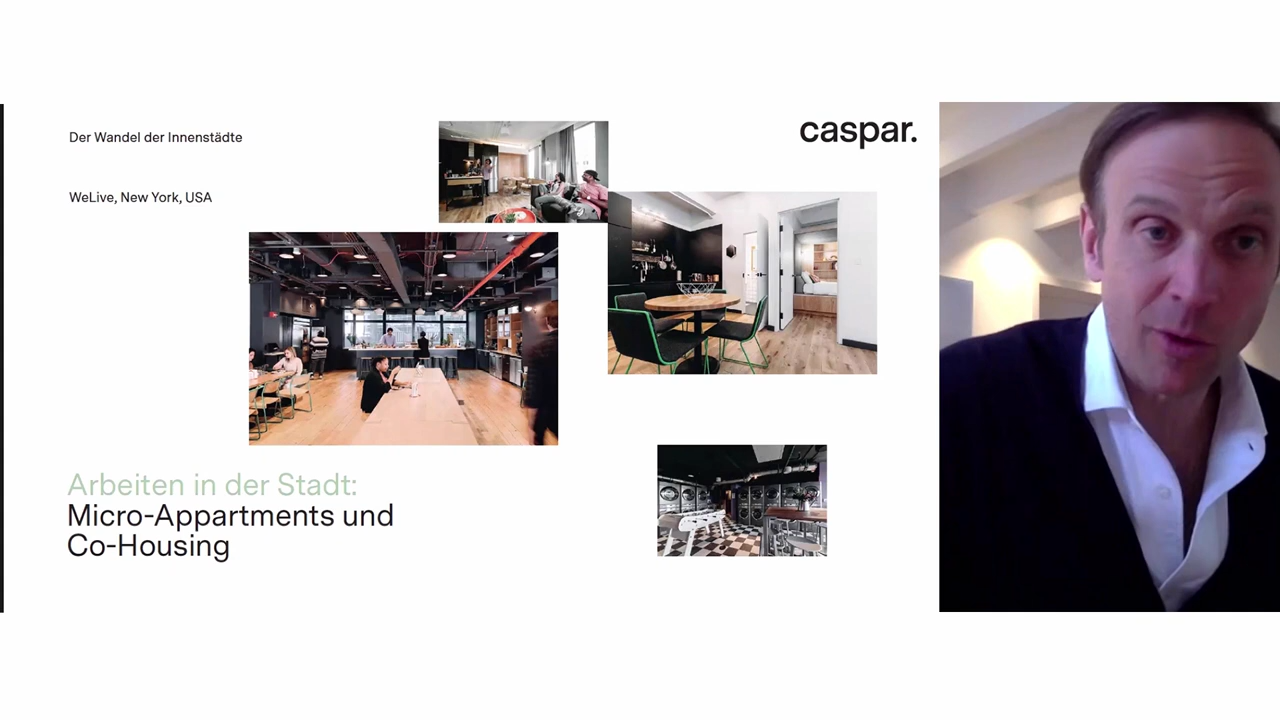 Der Wandel der Innenstädte
caspar.
WeLive, New York, USA
Arbeiten in der Stadt:
Micro-Appartments und
Co-Housing